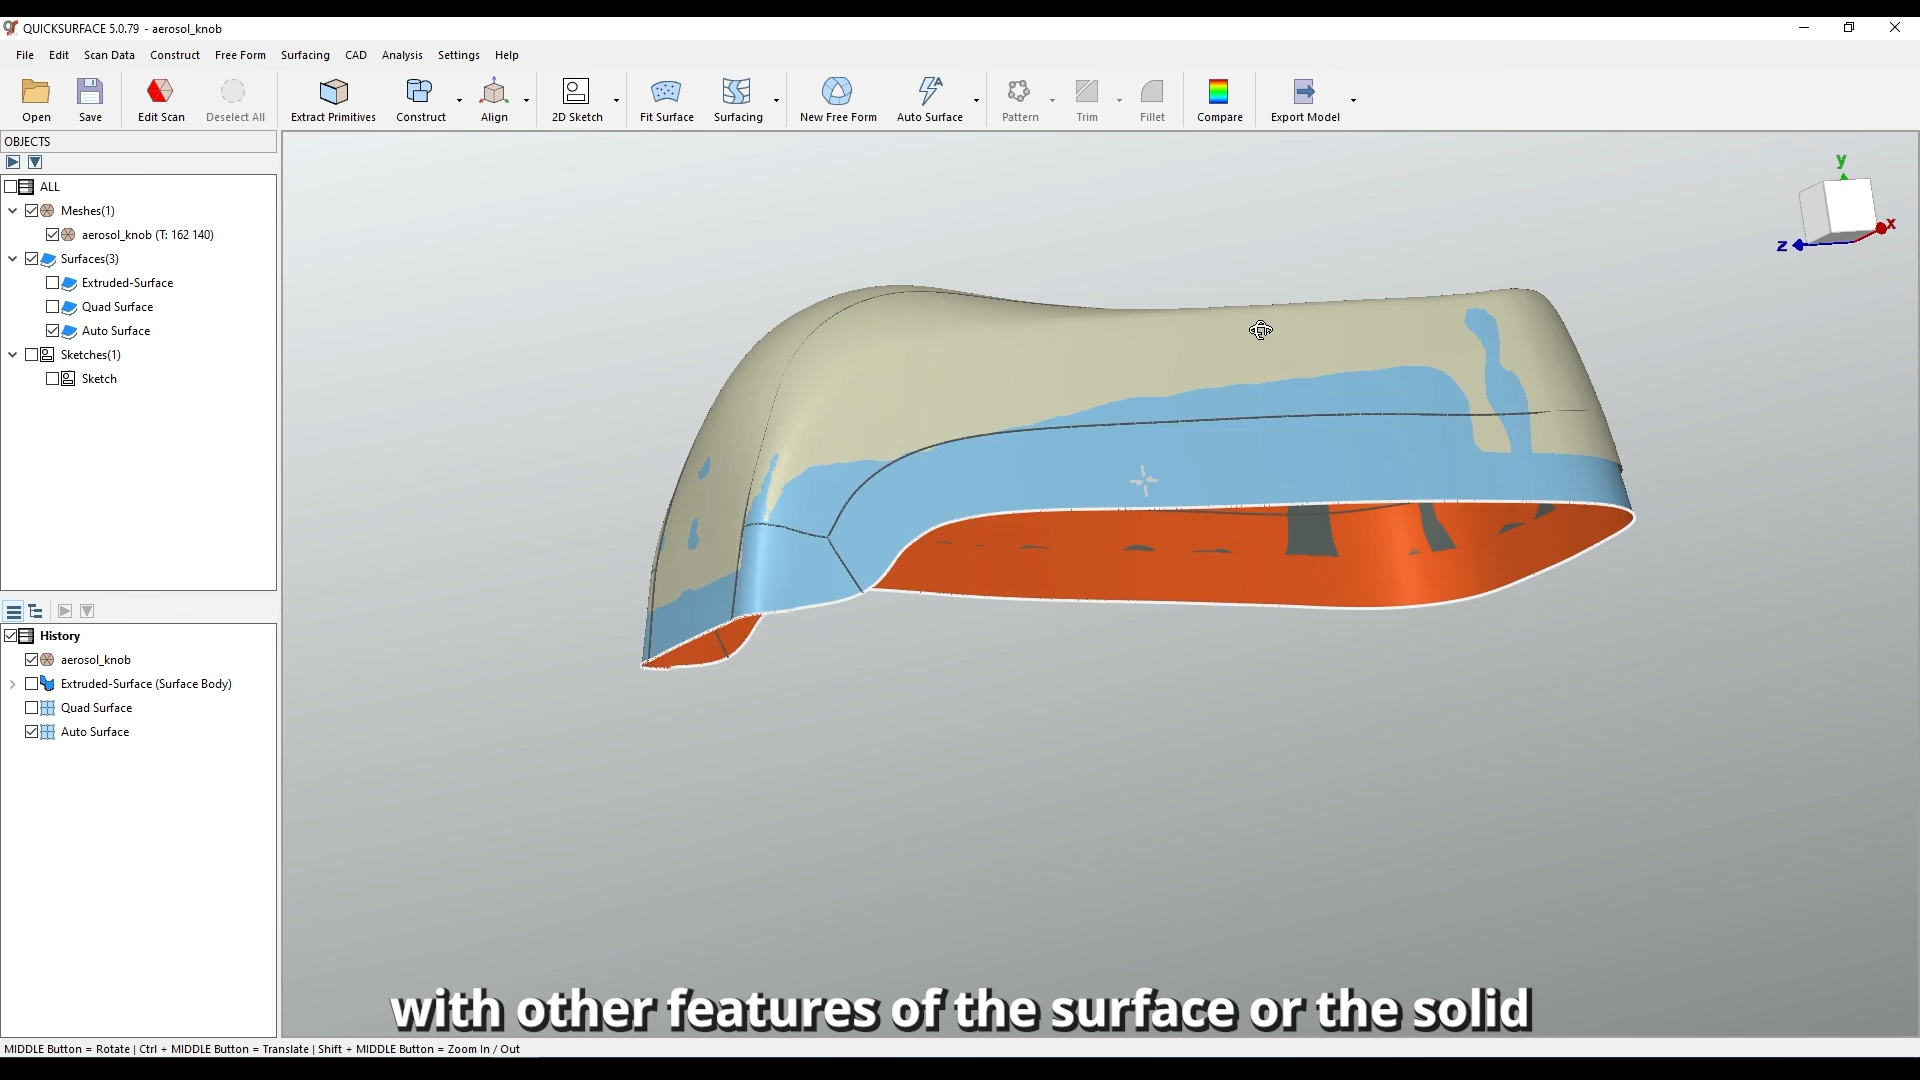 QUICKSURFACE 5.0.79 - aerosol_knob
File Edit Scan Data Construct Free Form Surfacing CAD Analysis Settings Help
Open Save Edit Scan Deselect All Extract Primitives Construct Align 2D Sketch Fit Surface Surfacing New Free Form Auto Surface Pattern Trim Fillet Compare Export Model
OBJECTS
ALL
Meshes(1)
aerosol_knob (T: 162 140)
Surfaces(3)
Extruded-Surface
Quad Surface
Auto Surface
Sketches(1)
Sketch
History
aerosol_knob
Extruded-Surface (Surface Body)
Quad Surface
Auto Surface
y
x
z
with other features of the surface or the solid
MIDDLE Button = Rotate | Ctrl + MIDDLE Button = Translate | Shift + MIDDLE Button = Zoom In / Out